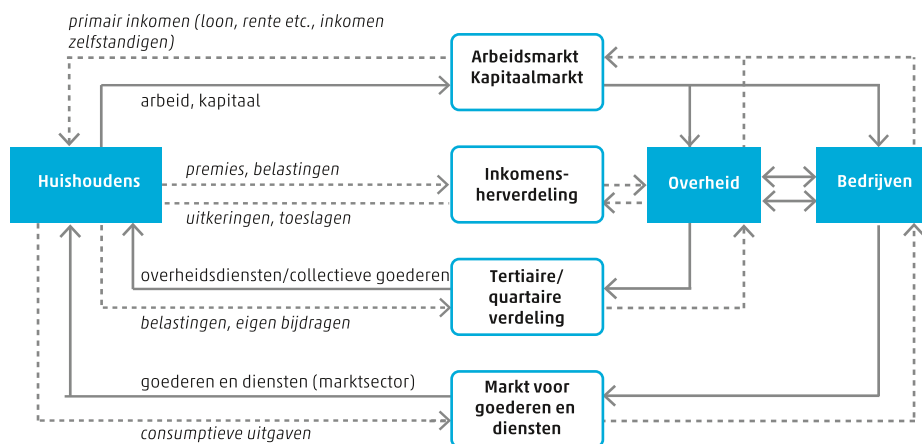 primair inkomen (loon, rente etc., inkomen
zelfstandigen)
Arbeidsmarkt
Kapitaalmarkt
arbeid, kapitaal
Huishoudens
premies, belastingen
uitkeringen, toeslagen
Inkomens-
herverdeling
Overheid
Bedrijven
overheidsdiensten/collectieve goederen
belastingen, eigen bijdragen
Tertiaire/
quartaire
verdeling
goederen en diensten (marktsector)
consumptieve uitgaven
Markt voor
goederen en
diensten